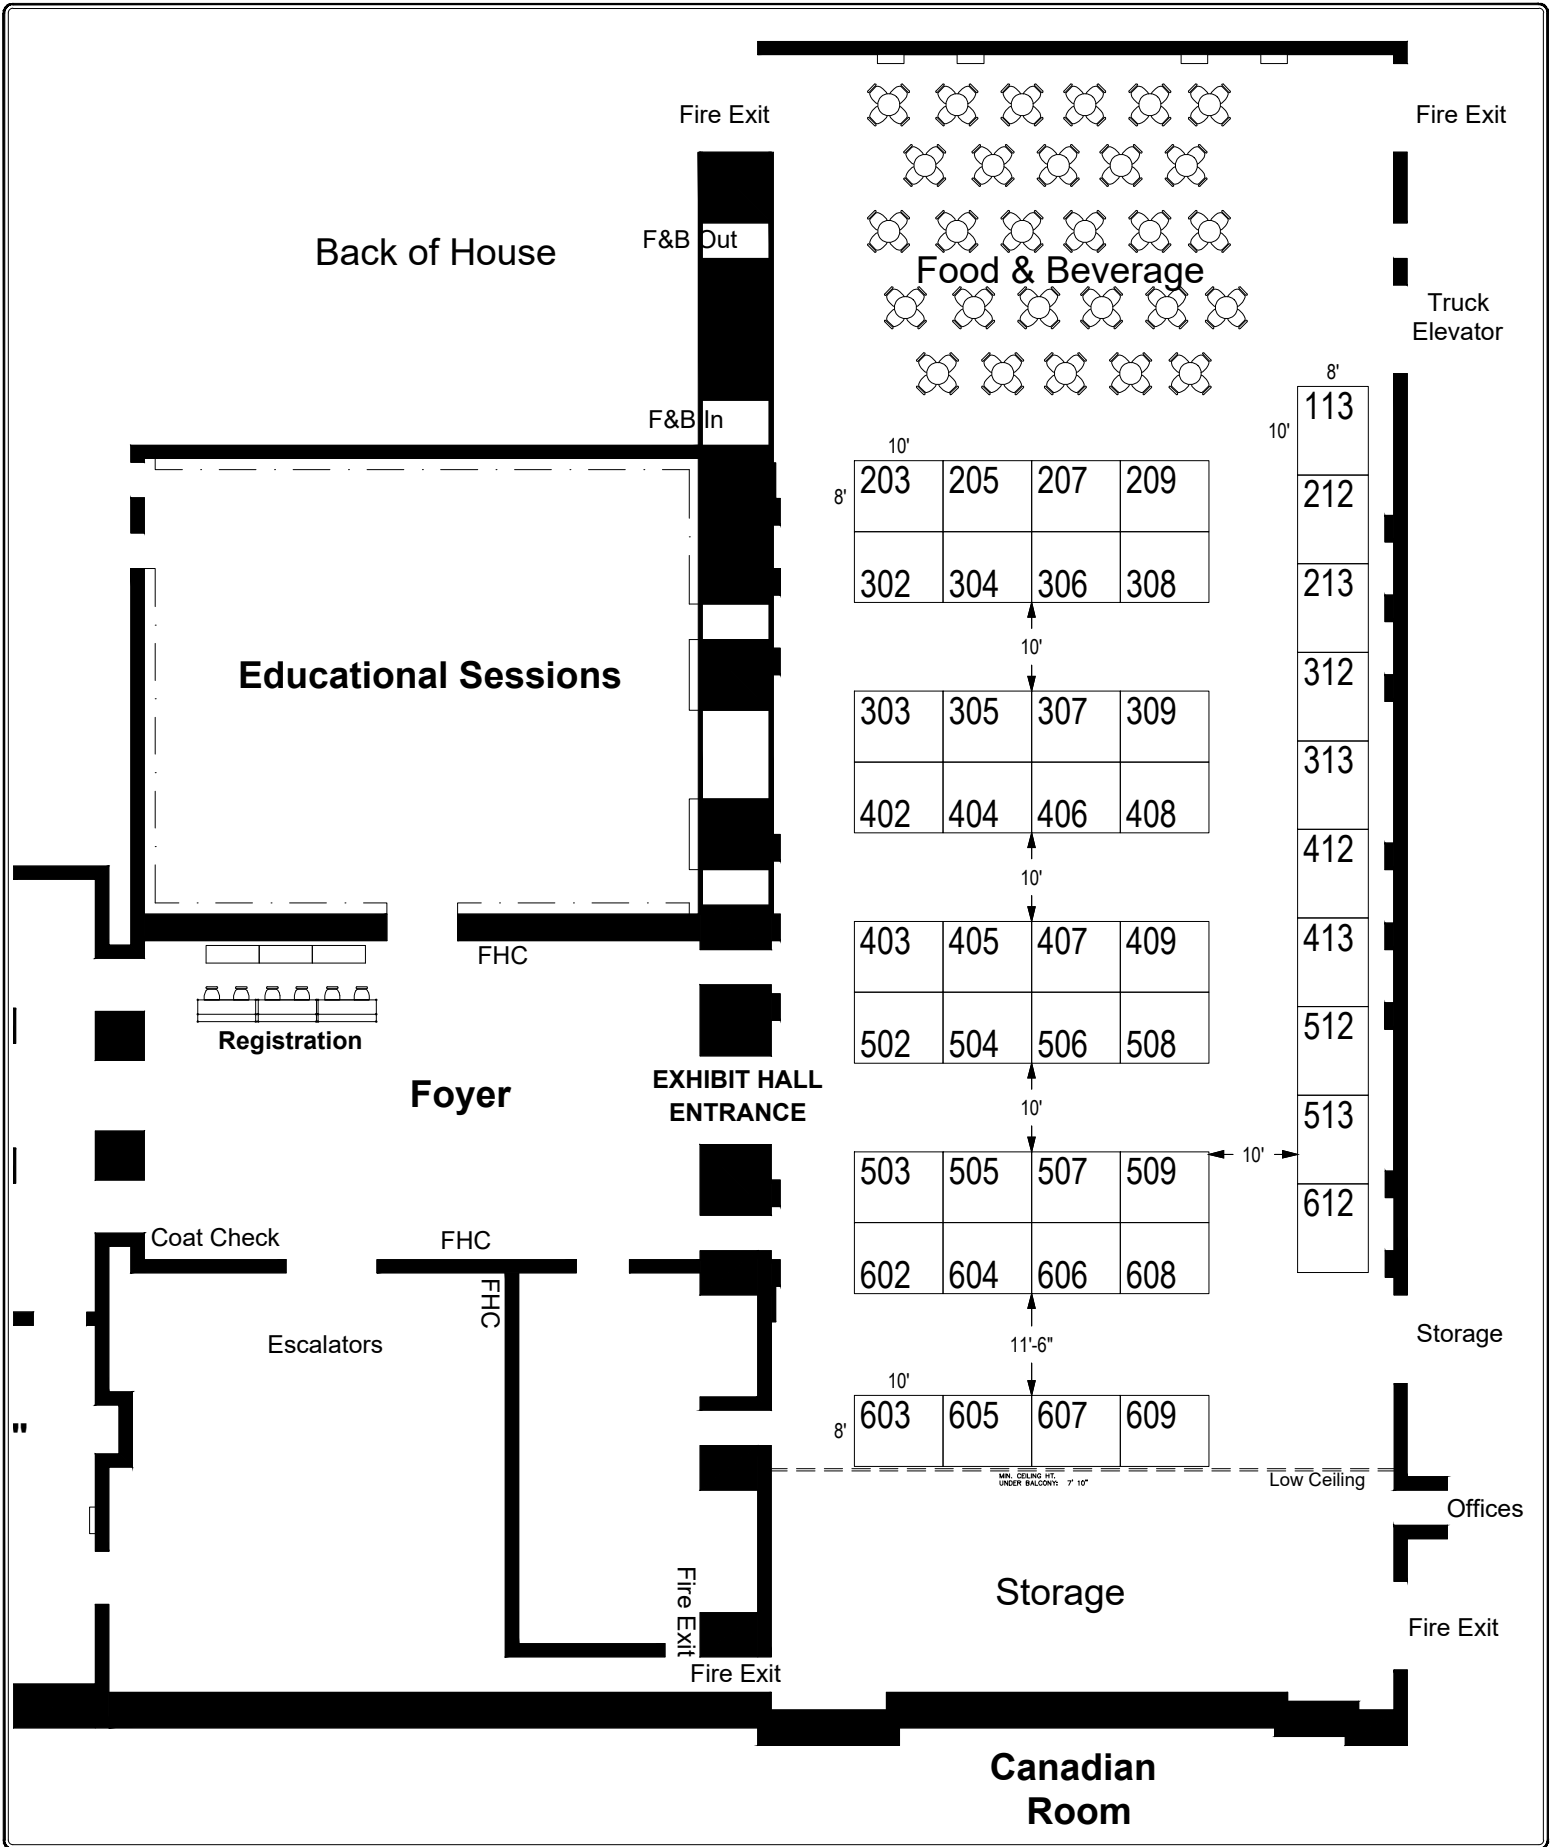 Fire Exit
Fire Exit
Back of House
F&B Out
Food & Beverage
Truck
Elevator
8'
113
10'
F&B In
10'
8'
203 205 207 209
212
302 304 306 308
213
10'
Educational Sessions
312
303 305 307 309
313
402 404 406 408
412
10'
403 405 407 409
413
FHC
Registration
502 504 506 508
512
Foyer
EXHIBIT HALL
ENTRANCE
10'
513
10'
503 505 507 509
612
Coat Check
FHC
602 604 606 608
FHC
Escalators
11'-6"
Storage
10'
8'
603 605 607 609
"
MIN. CEILING HT.
UNDER BALCONY: 7' 10"
Low Ceiling
Offices
Storage
Fire Exit
Fire Exit
Fire Exit
Canadian
Room